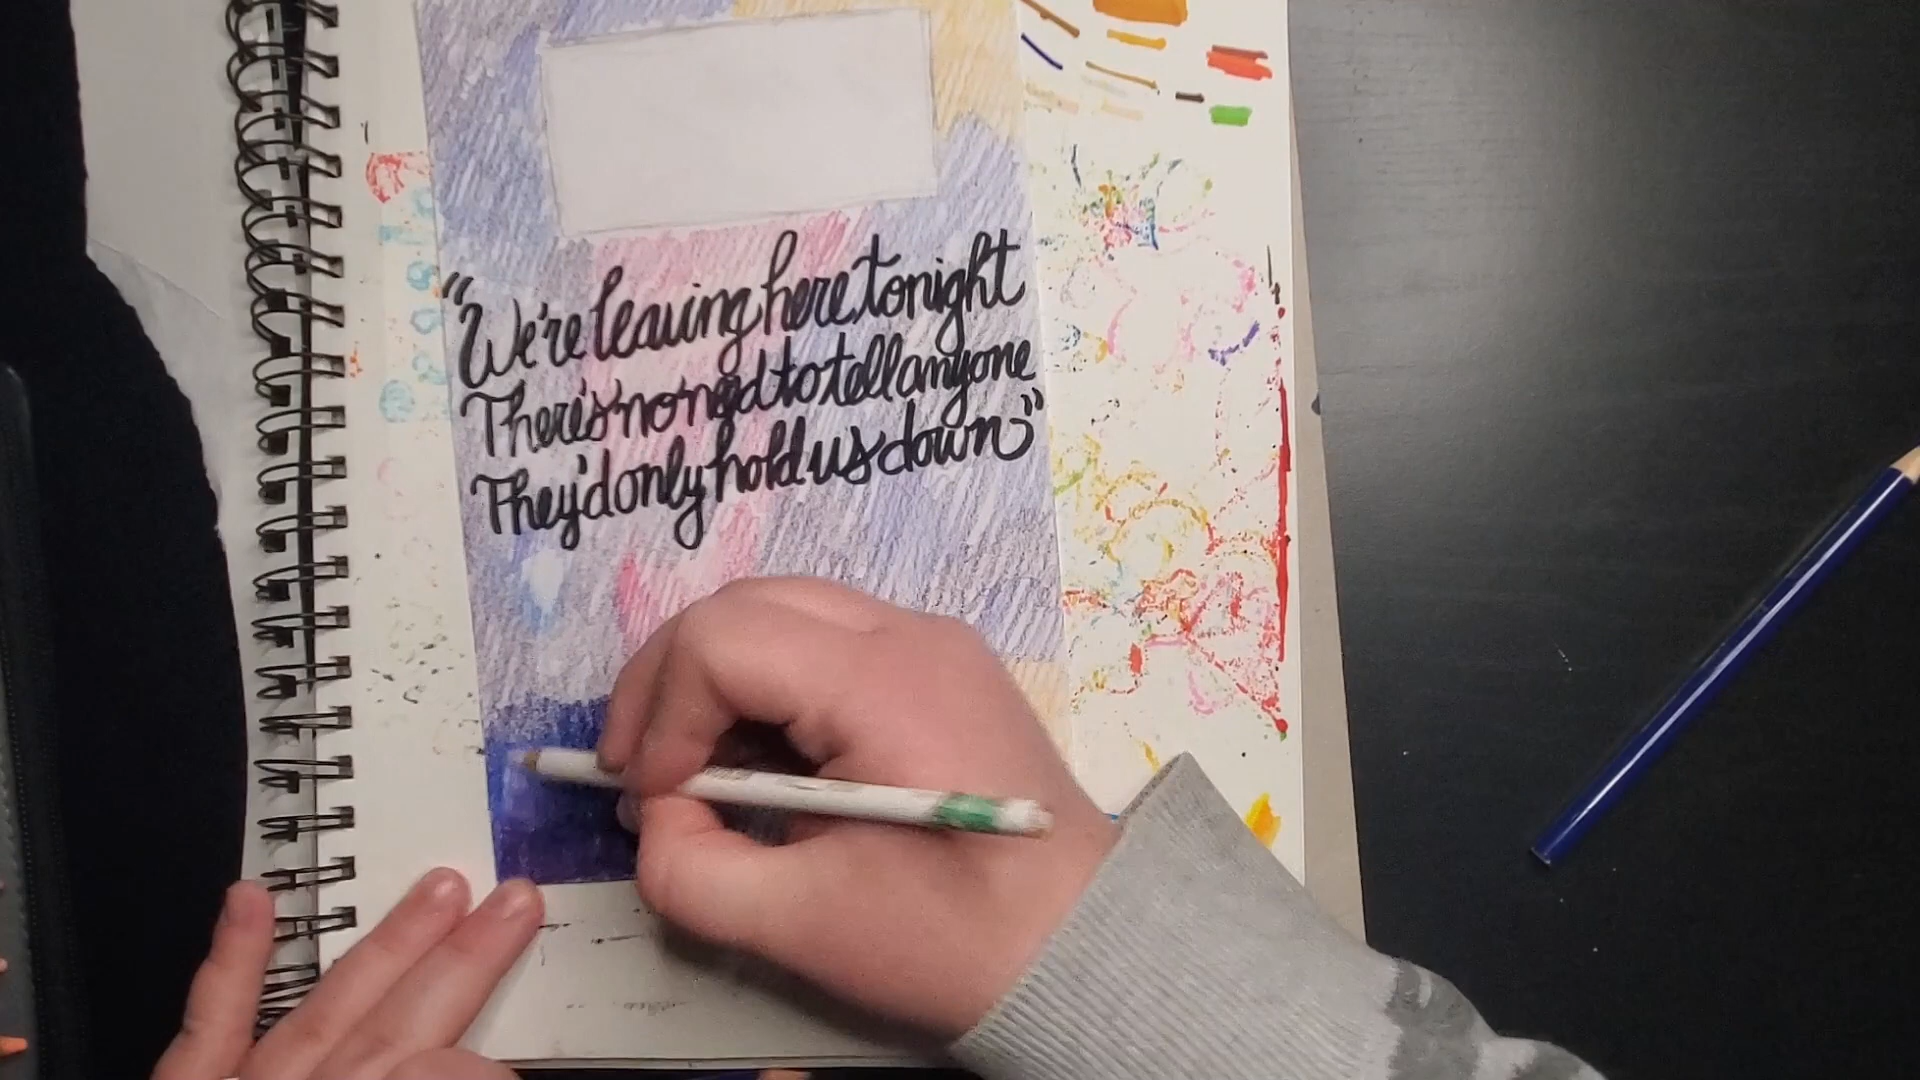 “We're leaving here tonight
There's no need to tell anyone
They'd only hold us down”